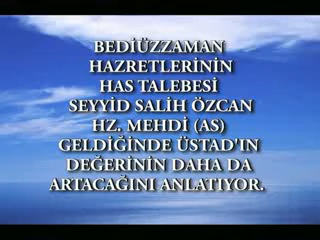 BEDİÜZZAMAN
HAZRETLERİNİN
HAS TALEBESİ
SEYYİD SALİH ÖZCAN
HZ. MEHDİ (AS)
GELDİĞİNDE ÜSTAD'IN
DEĞERİNİN DAHA DA
ARTACAĞINI ANLATIYOR.